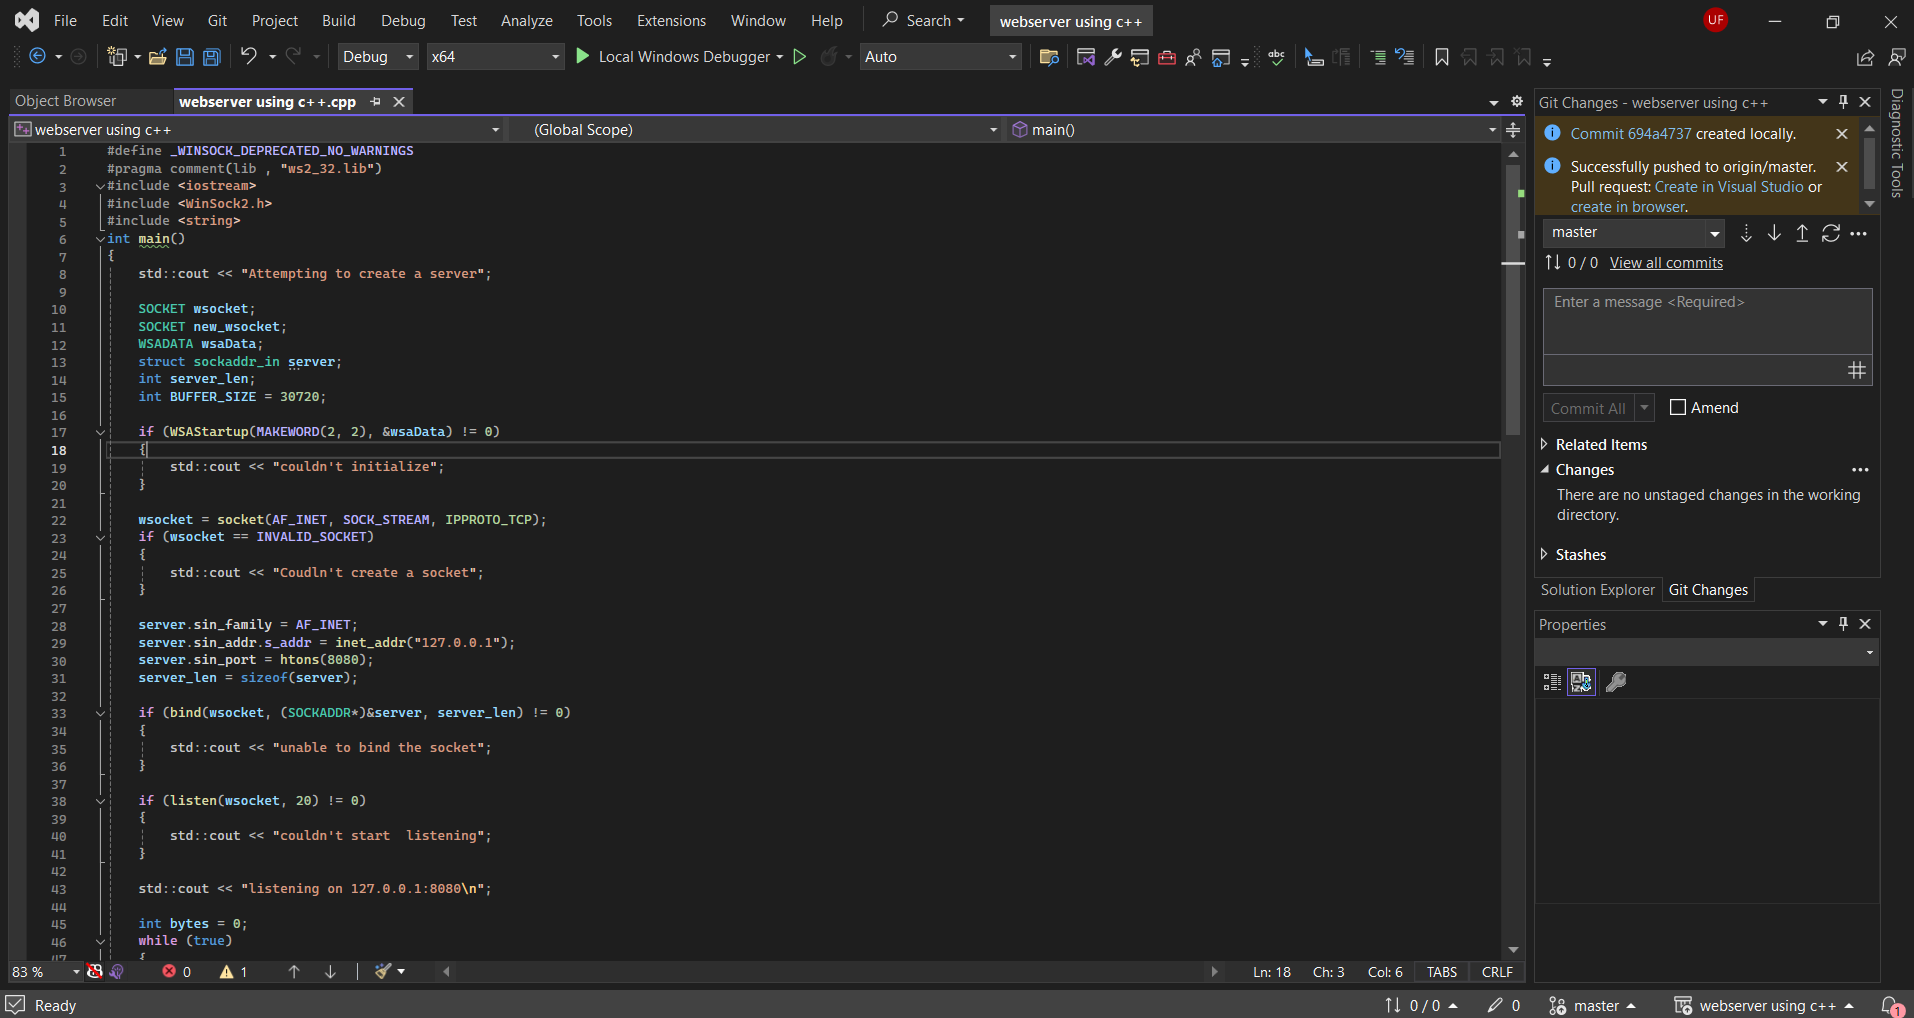 File Edit View Git Project Build Debug Test Analyze Tools Extensions Window Help Search webserver using c++ UF
Debug x64 Local Windows Debugger Auto
Object Browser webserver using c++.cpp
webserver using c++ (Global Scope) main()
1 #define _WINSOCK_DEPRECATED_NO_WARNINGS
2 #pragma comment(lib , "ws2_32.lib")
3 #include <iostream>
4 #include <WinSock2.h>
5 #include <string>
6 int main()
7 {
8 std::cout << "Attempting to create a server";
9
10 SOCKET wsocket;
11 SOCKET new_wsocket;
12 WSADATA wsaData;
13 struct sockaddr_in server;
14 int server_len;
15 int BUFFER_SIZE = 30720;
16
17 if (WSAStartup(MAKEWORD(2, 2), &wsaData) != 0)
18 {
19 std::cout << "couldn't initialize";
20 }
21
22 wsocket = socket(AF_INET, SOCK_STREAM, IPPROTO_TCP);
23 if (wsocket == INVALID_SOCKET)
24 {
25 std::cout << "Coudln't create a socket";
26 }
27
28 server.sin_family = AF_INET;
29 server.sin_addr.s_addr = inet_addr("127.0.0.1");
30 server.sin_port = htons(8080);
31 server_len = sizeof(server);
32
33 if (bind(wsocket, (SOCKADDR*)&server, server_len) != 0)
34 {
35 std::cout << "unable to bind the socket";
36 }
37
38 if (listen(wsocket, 20) != 0)
39 {
40 std::cout << "couldn't start  listening";
41 }
42
43 std::cout << "listening on 127.0.0.1:8080\n";
44
45 int bytes = 0;
46 while (true)
47 {
83 % 0 1 Ln: 18 Ch: 3 Col: 6 TABS CRLF
Git Changes - webserver using c++
Commit 694a4737 created locally.
Successfully pushed to origin/master.
Pull request: Create in Visual Studio or
create in browser.
master
0 / 0 View all commits
Enter a message <Required>
Commit All Amend
Related Items
Changes
There are no unstaged changes in the working
directory.
Stashes
Solution Explorer Git Changes
Properties
Diagnostic Tools
Ready 0 / 0 0 master webserver using c++ 1